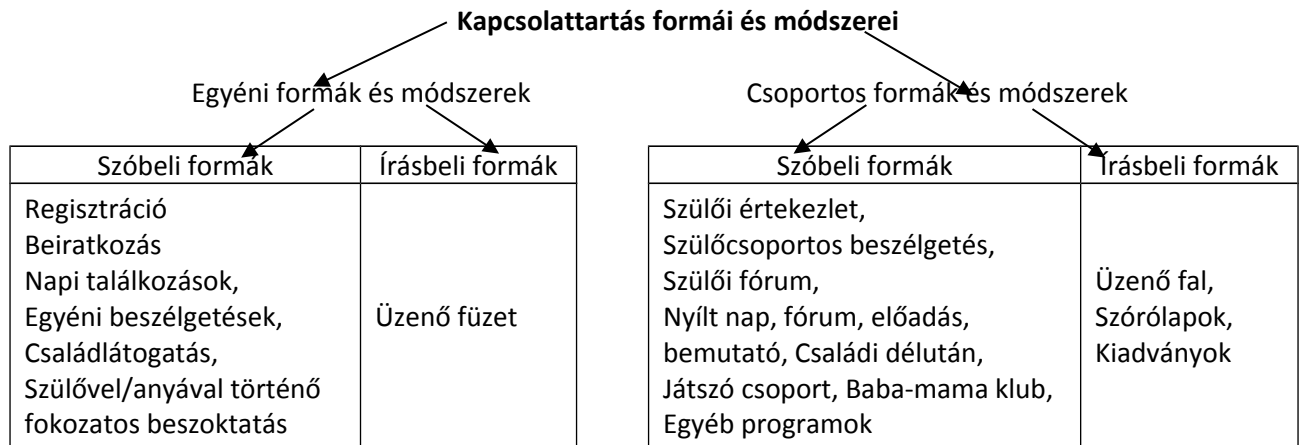 Kapcsolattartás formái és módszerei
Egyéni formák és módszerek
Csoportos formák és módszerek
Szóbeli formák
Írásbeli formák
Regisztráció
Beiratkozás
Napi találkozások,
Egyéni beszélgetések,
Családlátogatás,
Szülővel/anyával történő
fokozatos beszoktatás
Üzenő füzet
Szóbeli formák
Írásbeli formák
Szülői értekezlet,
Szülőcsoportos beszélgetés,
Szülői fórum,
Nyílt nap, fórum, előadás,
bemutató, Családi délután,
Játszó csoport, Baba-mama klub,
Egyéb programok
Üzenő fal,
Szórólapok,
Kiadványok